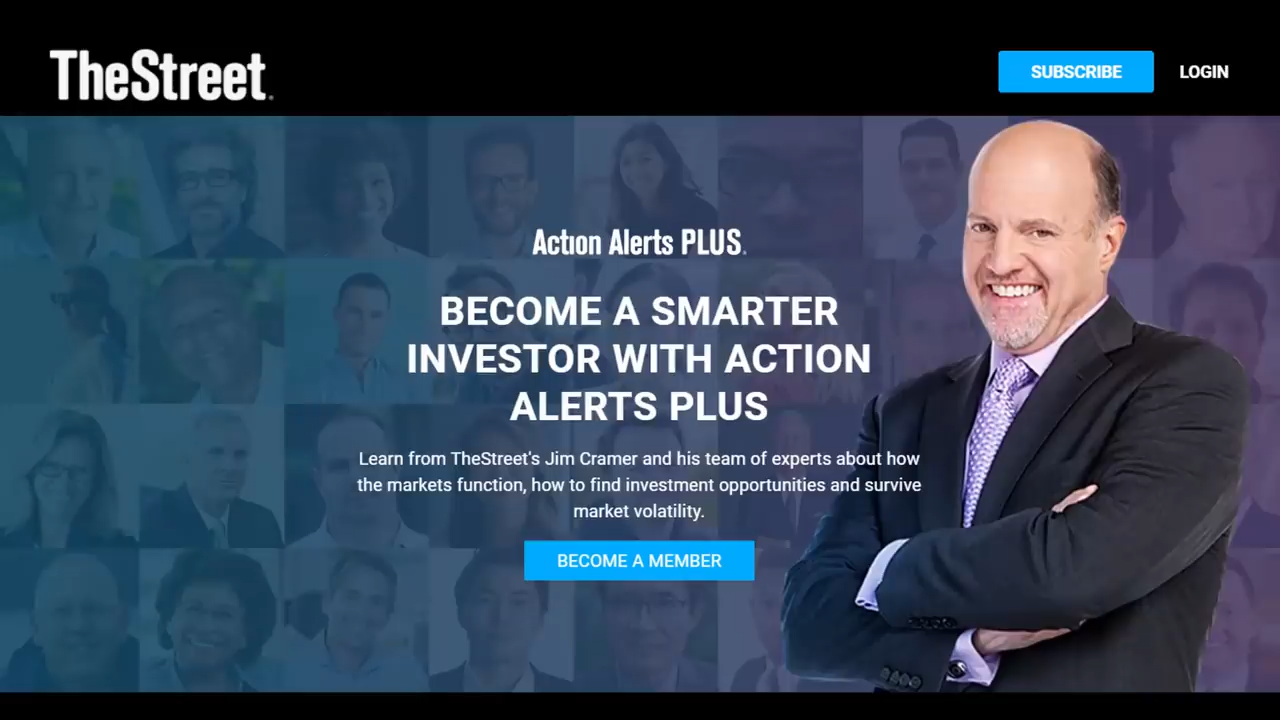 TheStreet.
SUBSCRIBE
LOGIN
Action Alerts PLUS.
BECOME A SMARTER
INVESTOR WITH ACTION
ALERTS PLUS
Learn from TheStreet's Jim Cramer and his team of experts about how
the markets function, how to find investment opportunities and survive
market volatility.
BECOME A MEMBER